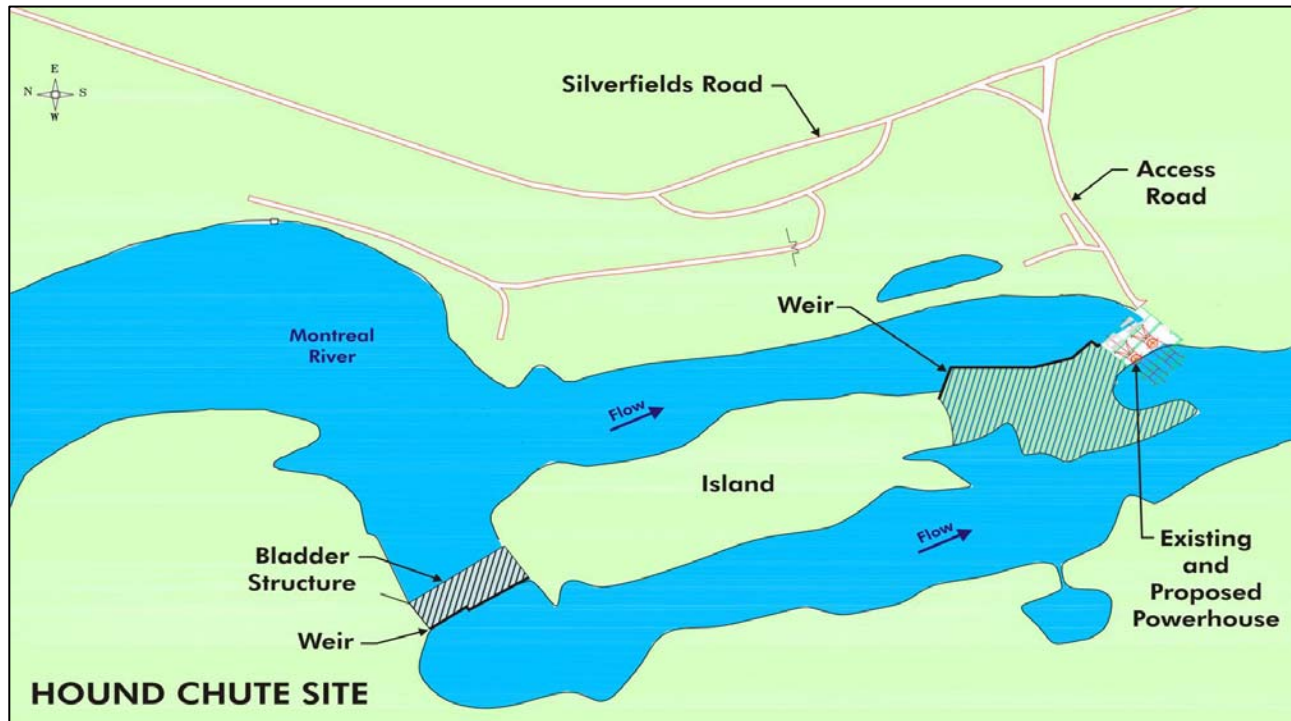 E
N S
W
Silverfields Road
Access
Road
Weir
Montreal
River
Flow
Island
Flow
Bladder
Structure
Weir
Existing
and
Proposed
Powerhouse
HOUND CHUTE SITE